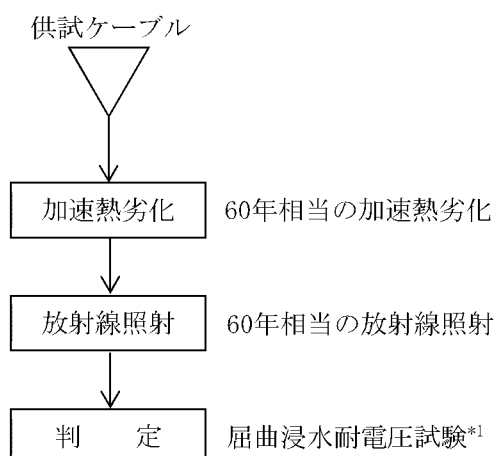 供試ケーブル
加速熱劣化 60年相当の加速熱劣化
放射線照射 60年相当の放射線照射
判 定 屈曲浸水耐電圧試験*1